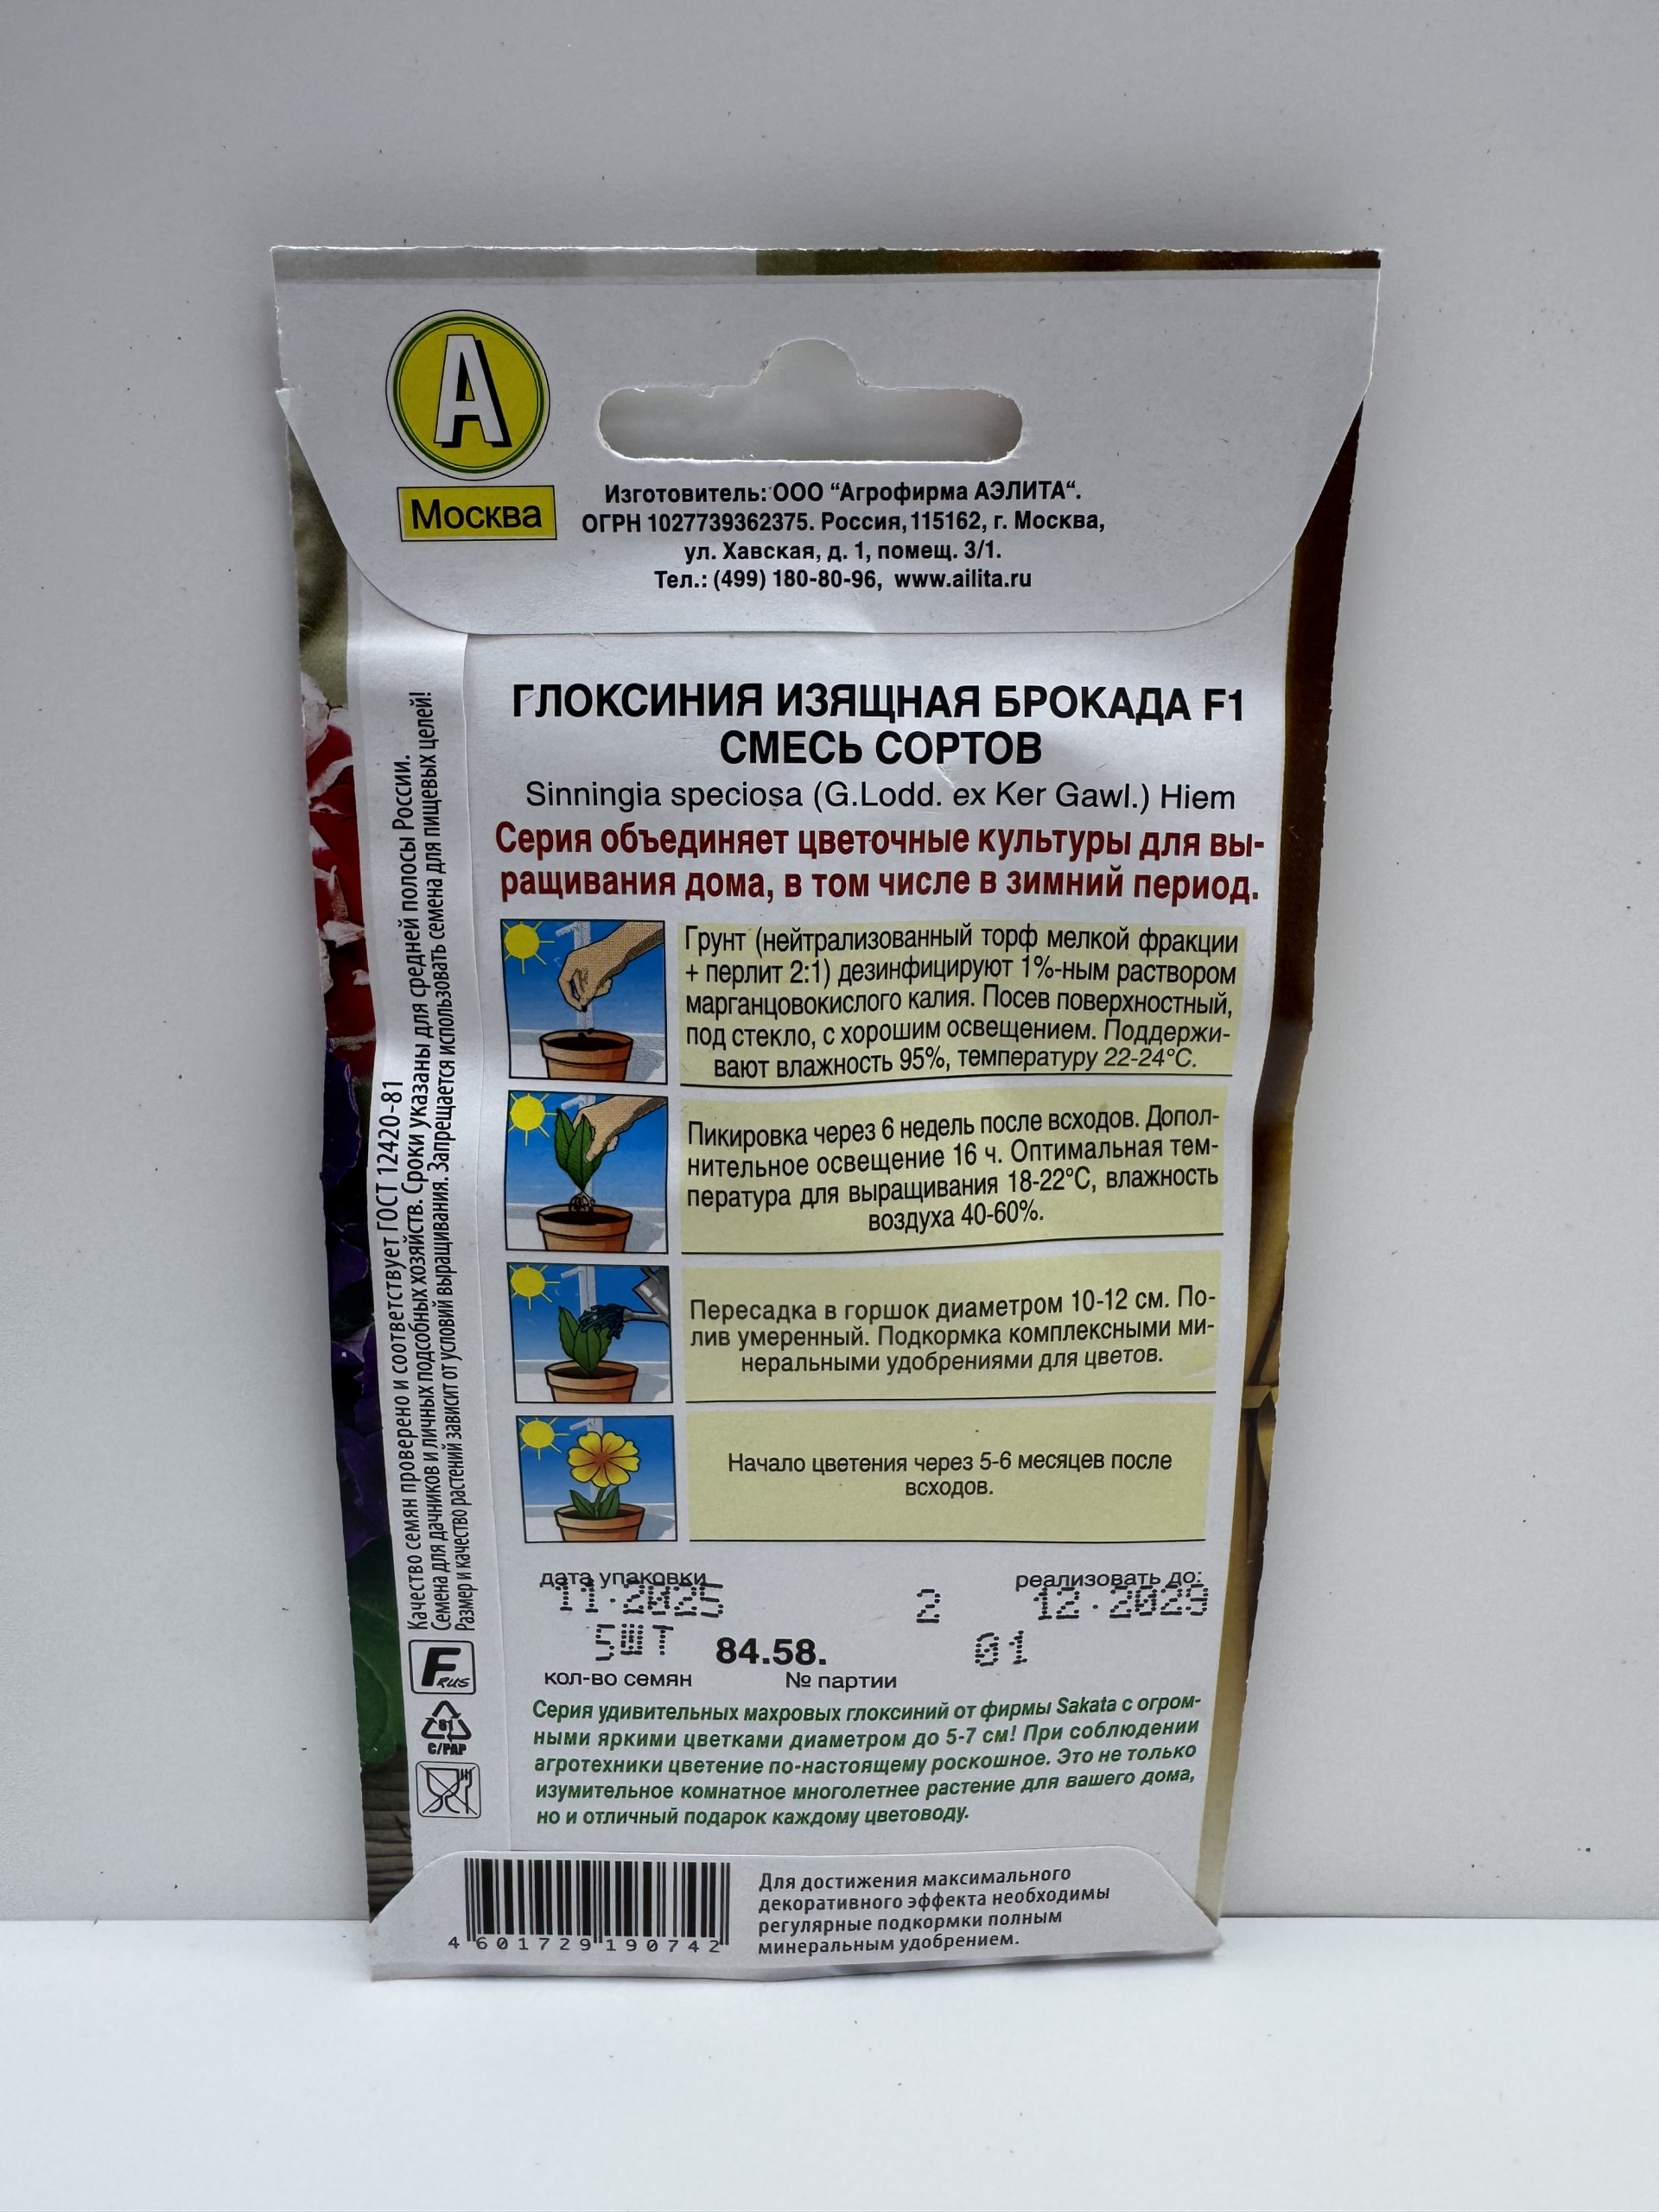 А
Москва
Изготовитель: ООО “Агрофирма АЭЛИТА“.
ОГРН 1027739362375. Россия, 115162, г. Москва,
ул. Хавская, д. 1, помещ. 3/1.
Тел.: (499) 180-80-96, www.ailita.ru
ГЛОКСИНИЯ ИЗЯЩНАЯ БРОКАДА F1
СМЕСЬ СОРТОВ
Sinningia speciosa (G.Lodd. ex Ker Gawl.) Hiem
Серия объединяет цветочные культуры для вы-
ращивания дома, в том числе в зимний период.
Грунт (нейтрализованный торф мелкой фракции
+ перлит 2:1) дезинфицируют 1%-ным раствором
марганцовокислого калия. Посев поверхностный,
под стекло, с хорошим освещением. Поддержи-
вают влажность 95%, температуру 22-24°С.
Пикировка через 6 недель после всходов. Допол-
нительное освещение 16 ч. Оптимальная тем-
пература для выращивания 18-22°С, влажность
воздуха 40-60%.
Пересадка в горшок диаметром 10-12 см. По-
лив умеренный. Подкормка комплексными ми-
неральными удобрениями для цветов.
Начало цветения через 5-6 месяцев после
всходов.
дата упаковки реализовать до:
11.2025 2 12.2029
5ШТ 84.58. 01
кол-во семян № партии
Серия удивительных махровых глоксиний от фирмы Sakata с огром-
ными яркими цветками диаметром до 5-7 см! При соблюдении
агротехники цветение по-настоящему роскошное. Это не только
изумительное комнатное многолетнее растение для вашего дома,
но и отличный подарок каждому цветоводу.
Качество семян проверено и соответствует ГОСТ 12420-81
Семена для дачников и личных подсобных хозяйств. Сроки указаны для средней полосы России.
Размер и качество растений зависит от условий выращивания. Запрещается использовать семена для пищевых целей!
F RUS
81
C/PAP
4 601729 190742
Для достижения максимального
декоративного эффекта необходимы
регулярные подкормки полным
минеральным удобрением.